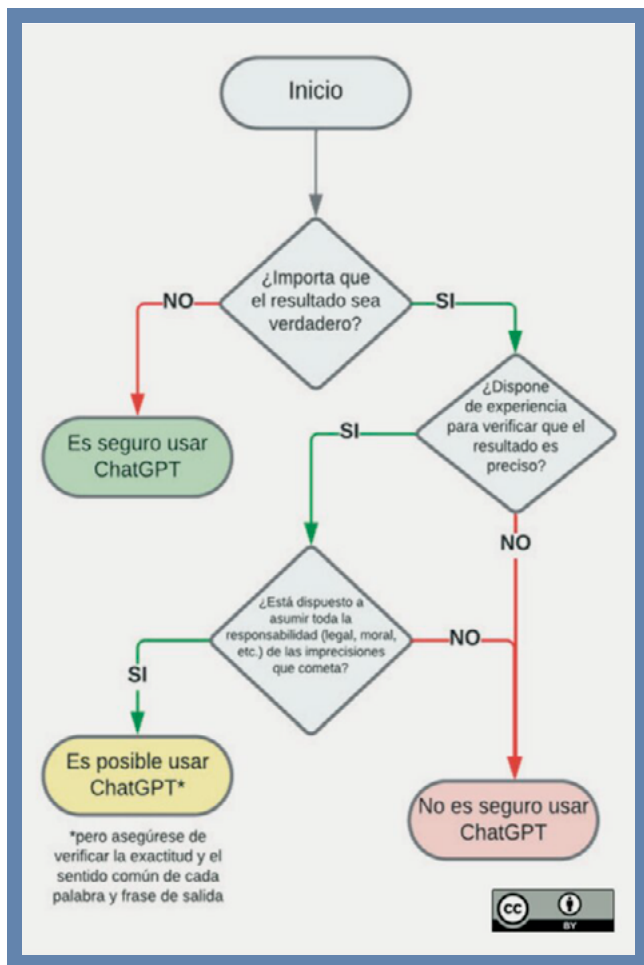 Inicio
¿Importa que
el resultado sea
verdadero?
NO
SI
¿Dispone
de experiencia
para verificar que el
resultado es
preciso?
Es seguro usar
ChatGPT
SI
NO
¿Está dispuesto a
asumir toda la
responsabilidad (legal, moral,
etc.) de las imprecisiones
que cometa?
NO
SI
Es posible usar
ChatGPT*
No es seguro usar
ChatGPT
*pero asegúrese de
verificar la exactitud y el
sentido común de cada
palabra y frase de salida
cc
BY